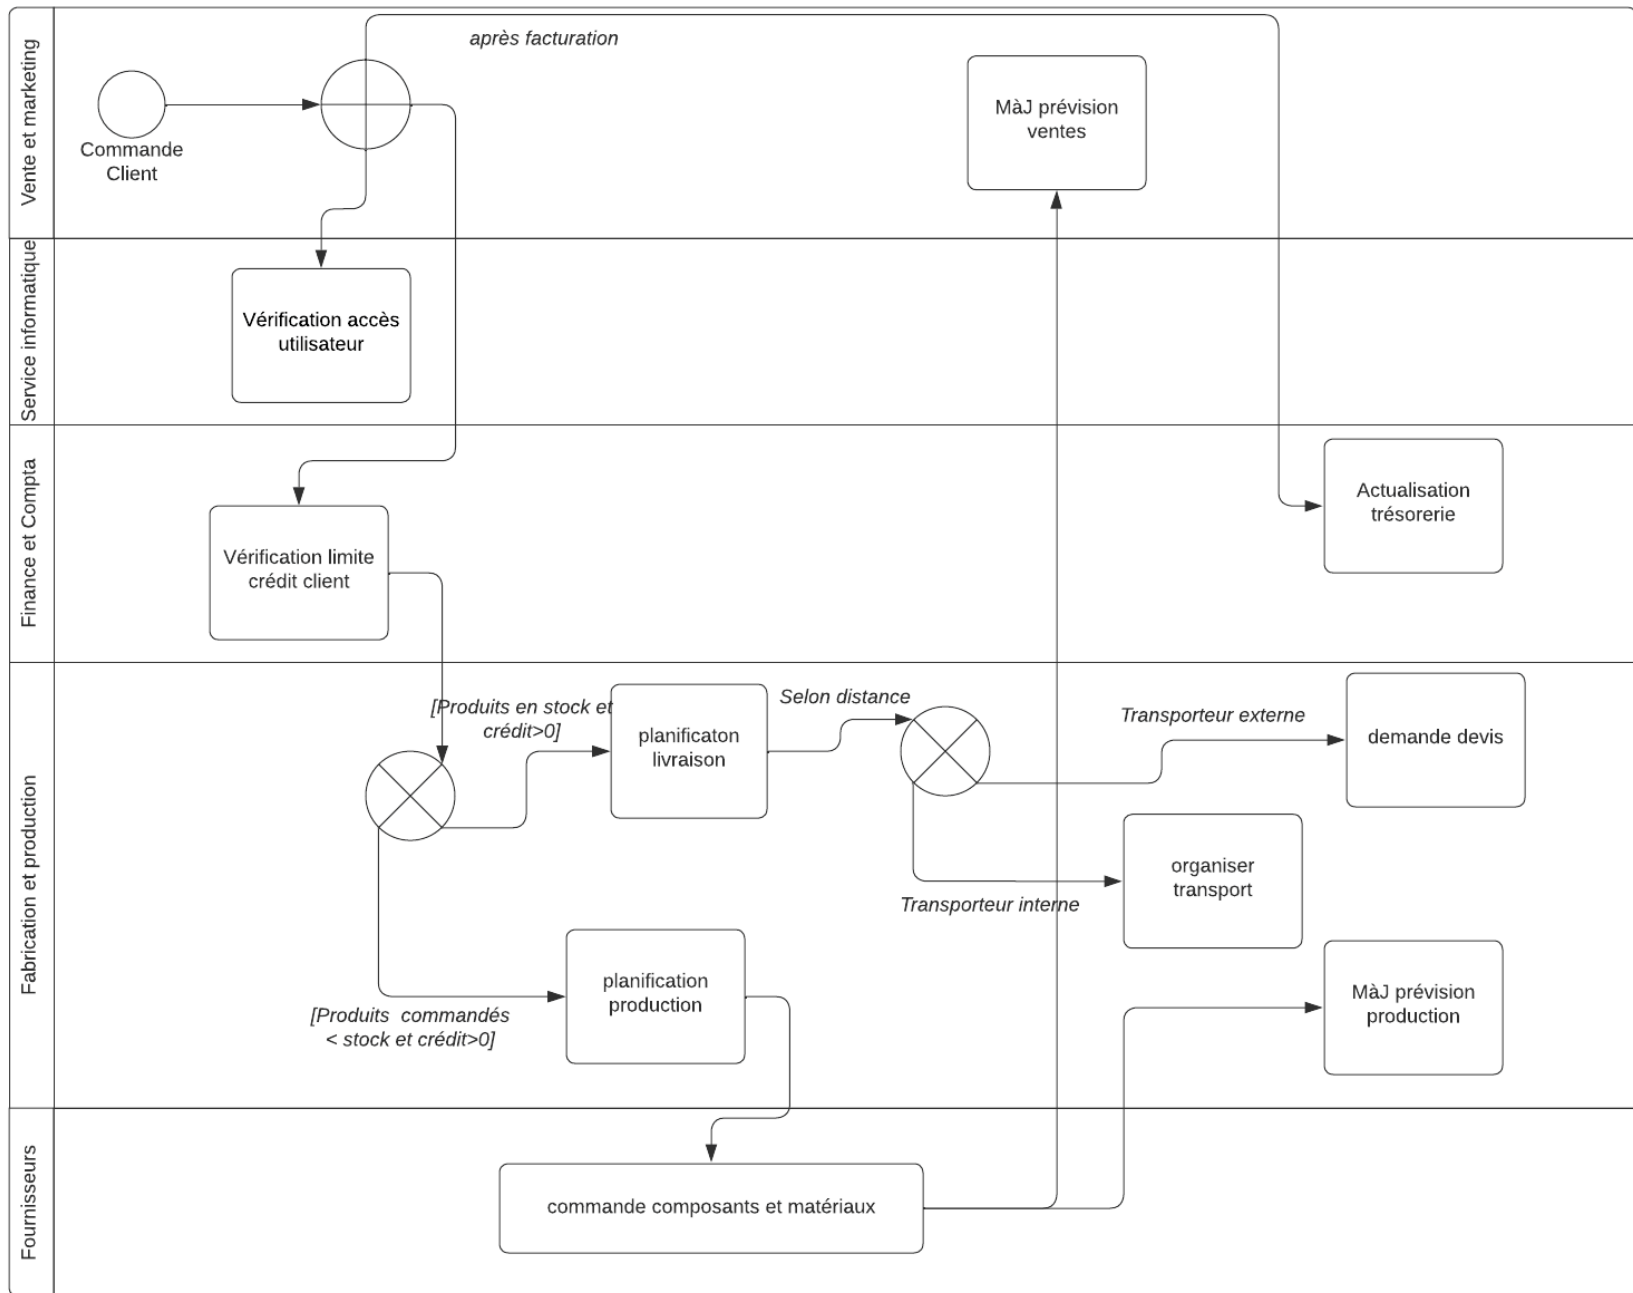 Vente et marketing
après facturation
Commande
Client
MàJ prévision
ventes
Service informatique
Vérification accès
utilisateur
Finance et Compta
Vérification limite
crédit client
Actualisation
trésorerie
Fabrication et production
[Produits en stock et
crédit>0]
planificaton
livraison
Selon distance
Transporteur externe
demande devis
Transporteur interne
organiser
transport
[Produits commandés
< stock et crédit>0]
planification
production
MàJ prévision
production
Fournisseurs
commande composants et matériaux